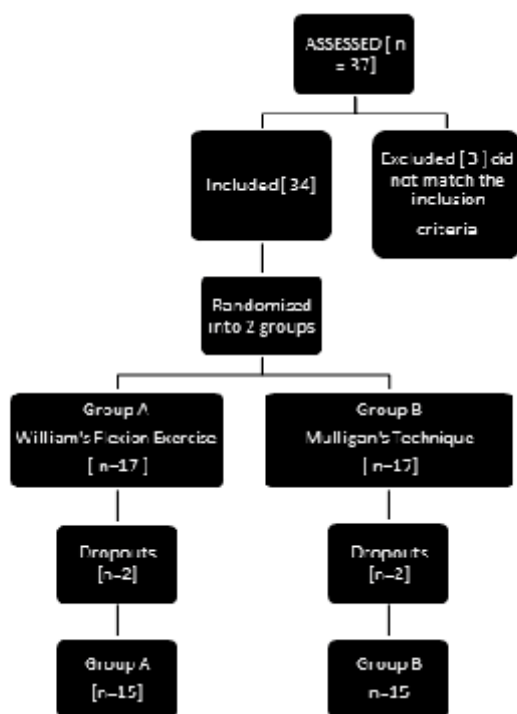 ASSESSED [ n
= 37]
Included[ 34]
Excluded [ 3 ] did
not match the
inclusion
criteria
Randomised
into 2 groups
Group A
William's Flexion Exercise
[ n=17 ]
Group B
Mulligan's Technique
[ n=17]
Dropouts
[n=2]
Dropouts
[n=2]
Group A
[n=15]
Group B
n=15